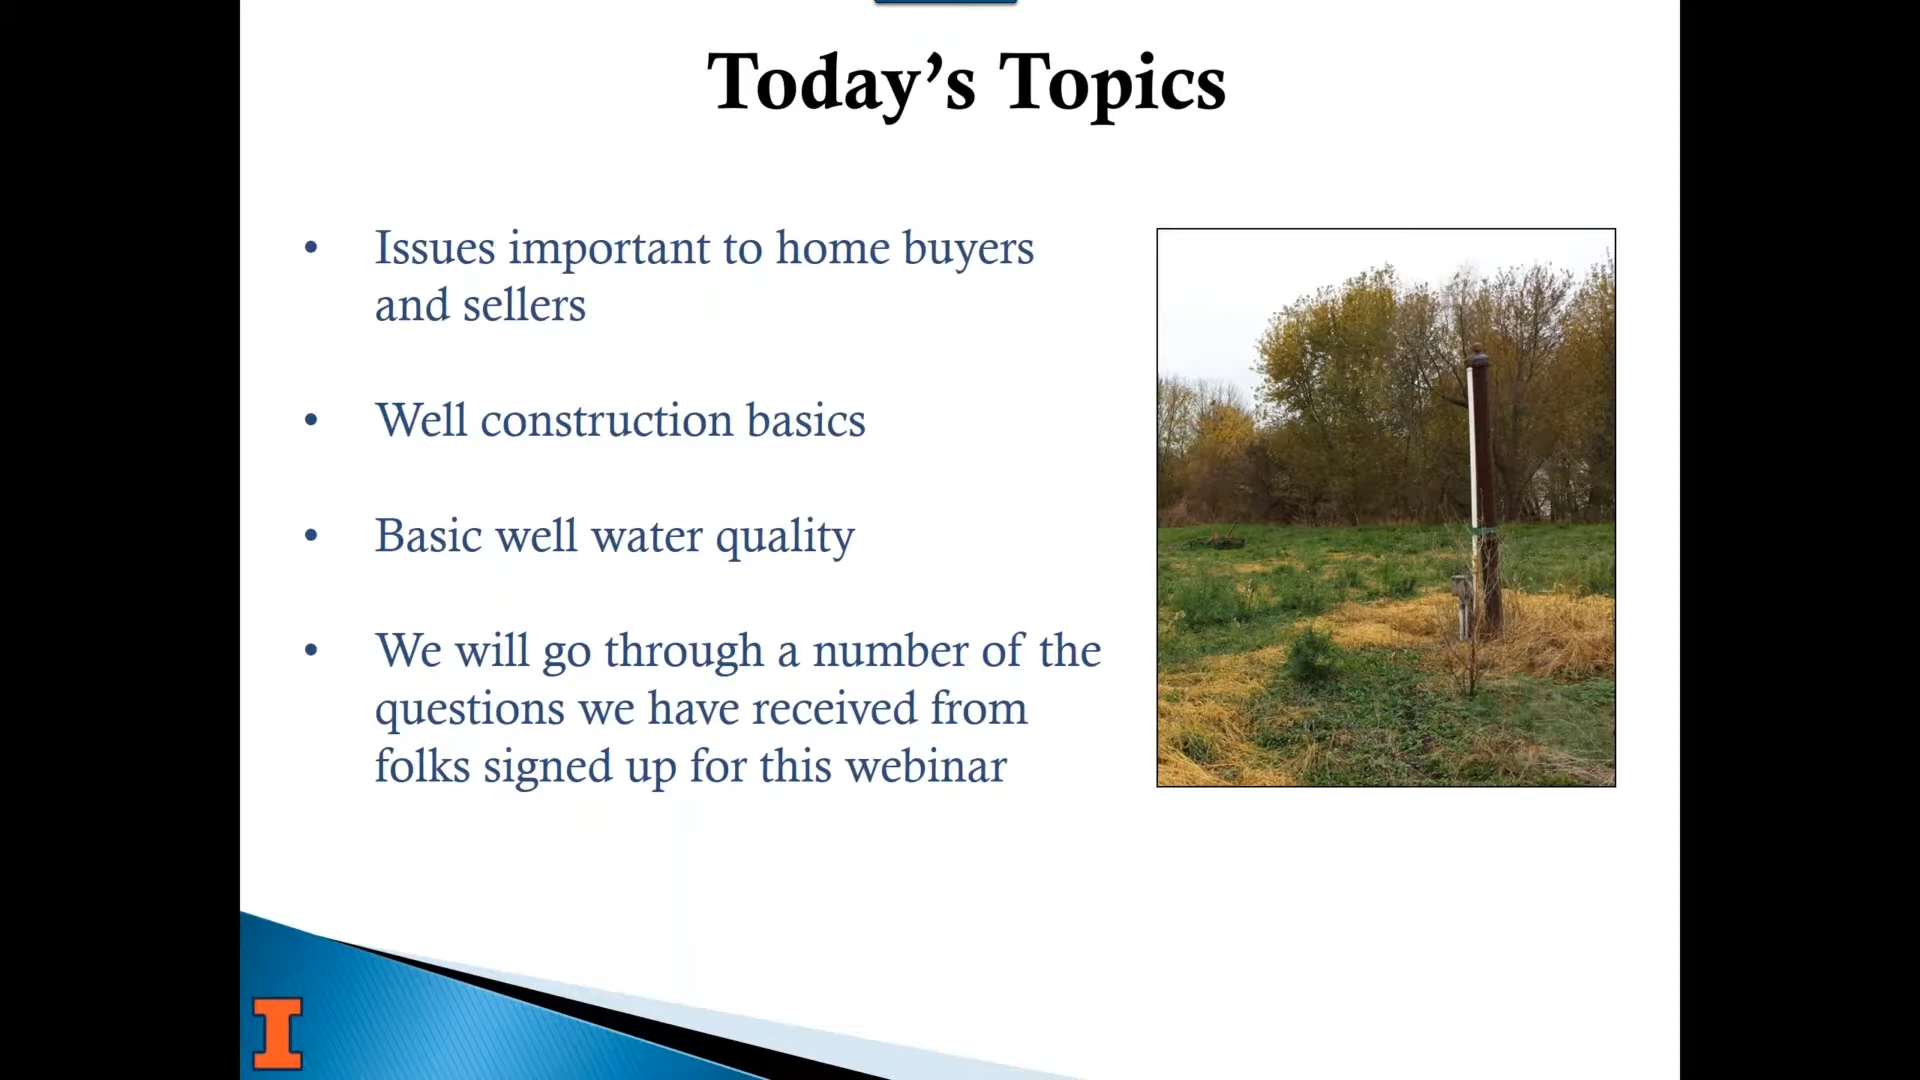 Today’s Topics
• Issues important to home buyers
and sellers
• Well construction basics
• Basic well water quality
• We will go through a number of the
questions we have received from
folks signed up for this webinar
I